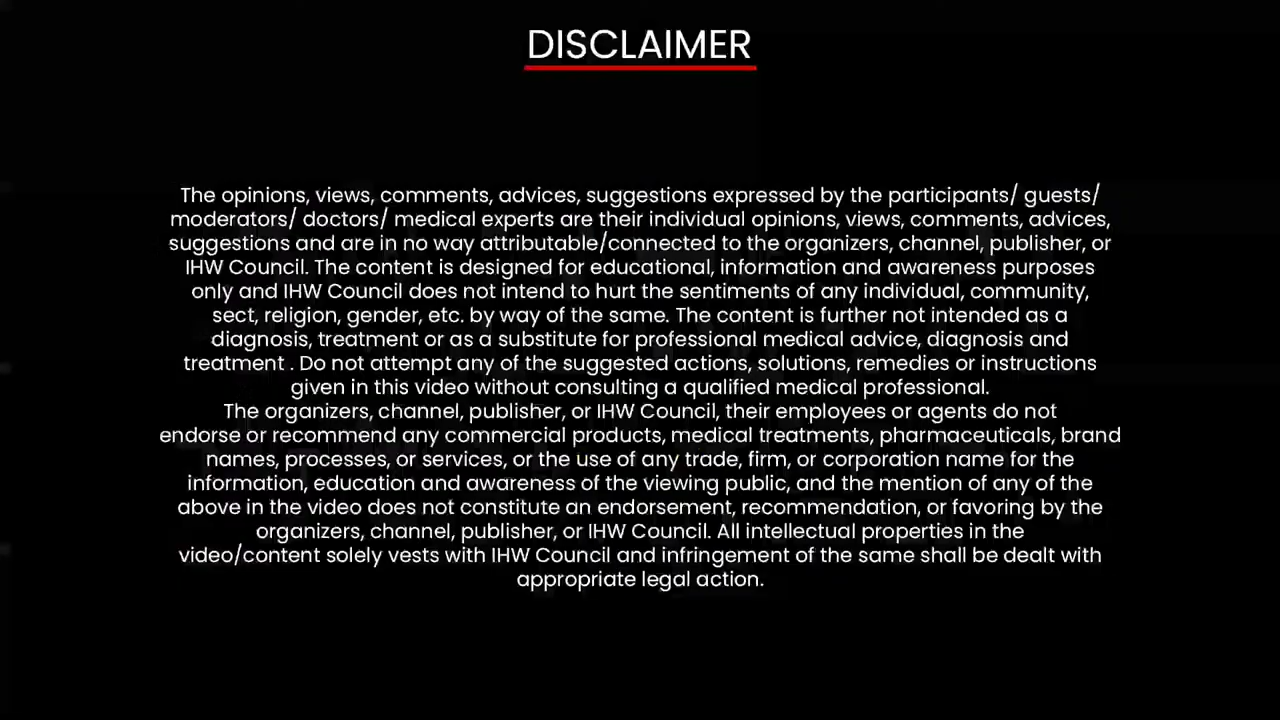 DISCLAIMER
The opinions, views, comments, advices, suggestions expressed by the participants/ guests/
moderators/ doctors/ medical experts are their individual opinions, views, comments, advices,
suggestions and are in no way attributable/connected to the organizers, channel, publisher, or
IHW Council. The content is designed for educational, information and awareness purposes
only and IHW Council does not intend to hurt the sentiments of any individual, community,
sect, religion, gender, etc. by way of the same. The content is further not intended as a
diagnosis, treatment or as a substitute for professional medical advice, diagnosis and
treatment . Do not attempt any of the suggested actions, solutions, remedies or instructions
given in this video without consulting a qualified medical professional.
The organizers, channel, publisher, or IHW Council, their employees or agents do not
endorse or recommend any commercial products, medical treatments, pharmaceuticals, brand
names, processes, or services, or the use of any trade, firm, or corporation name for the
information, education and awareness of the viewing public, and the mention of any of the
above in the video does not constitute an endorsement, recommendation, or favoring by the
organizers, channel, publisher, or IHW Council. All intellectual properties in the
video/content solely vests with IHW Council and infringement of the same shall be dealt with
appropriate legal action.